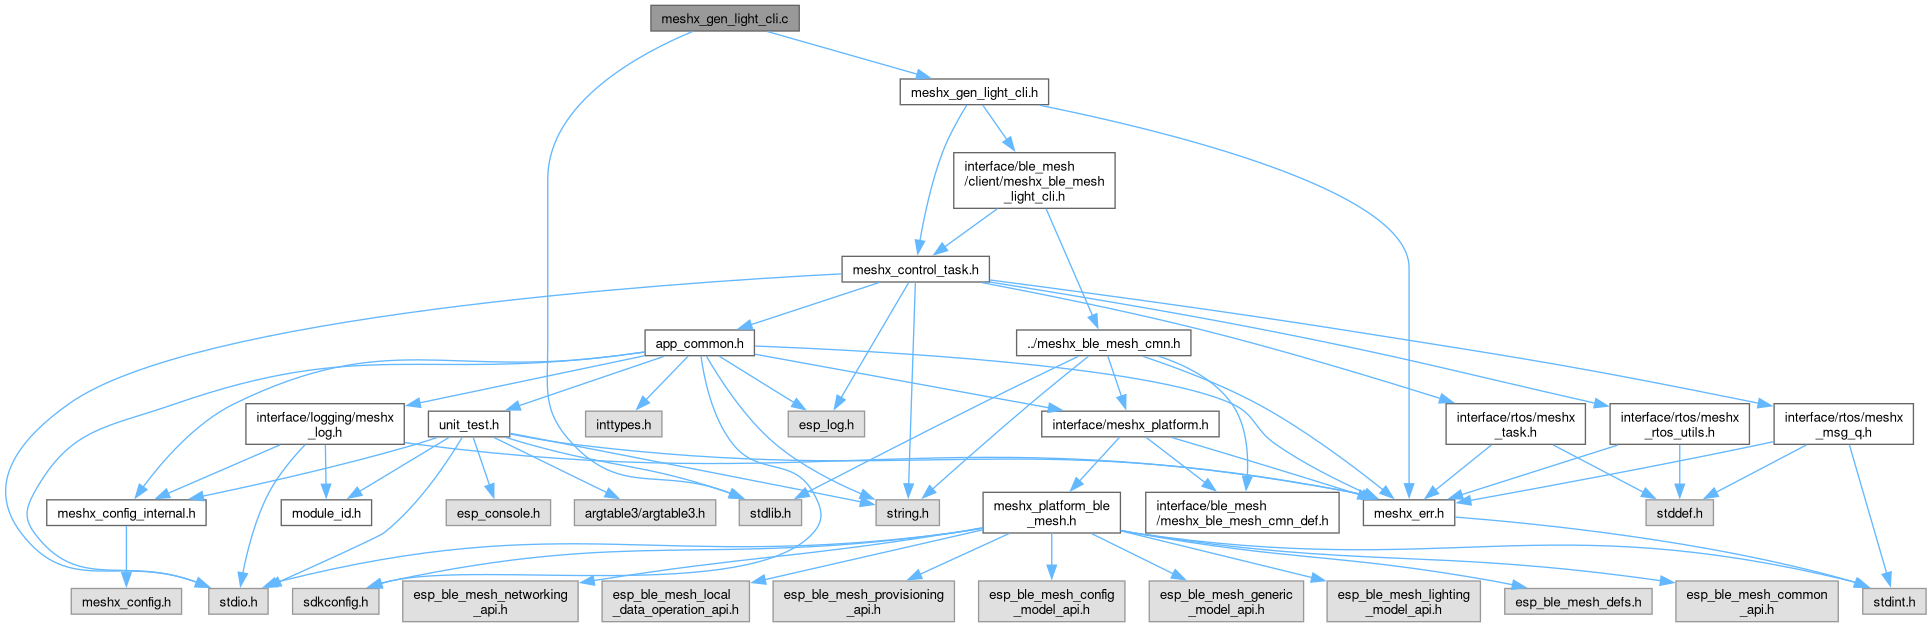 meshx_gen_light_cli.c
meshx_gen_light_cli.h
interface/ble_mesh
/client/meshx_ble_mesh
_light_cli.h
meshx_control_task.h
app_common.h
../meshx_ble_mesh_cmn.h
interface/logging/meshx
_log.h
unit_test.h
inttypes.h
esp_log.h
interface/meshx_platform.h
interface/rtos/meshx
_task.h
interface/rtos/meshx
_rtos_utils.h
interface/rtos/meshx
_msg_q.h
meshx_config_internal.h
module_id.h
esp_console.h
argtable3/argtable3.h
stdlib.h
string.h
meshx_platform_ble
_mesh.h
interface/ble_mesh
/meshx_ble_mesh_cmn_def.h
meshx_err.h
stddef.h
meshx_config.h
stdio.h
sdkconfig.h
esp_ble_mesh_networking
_api.h
esp_ble_mesh_local
_data_operation_api.h
esp_ble_mesh_provisioning
_api.h
esp_ble_mesh_config
_model_api.h
esp_ble_mesh_generic
_model_api.h
esp_ble_mesh_lighting
_model_api.h
esp_ble_mesh_defs.h
esp_ble_mesh_common
_api.h
stdint.h